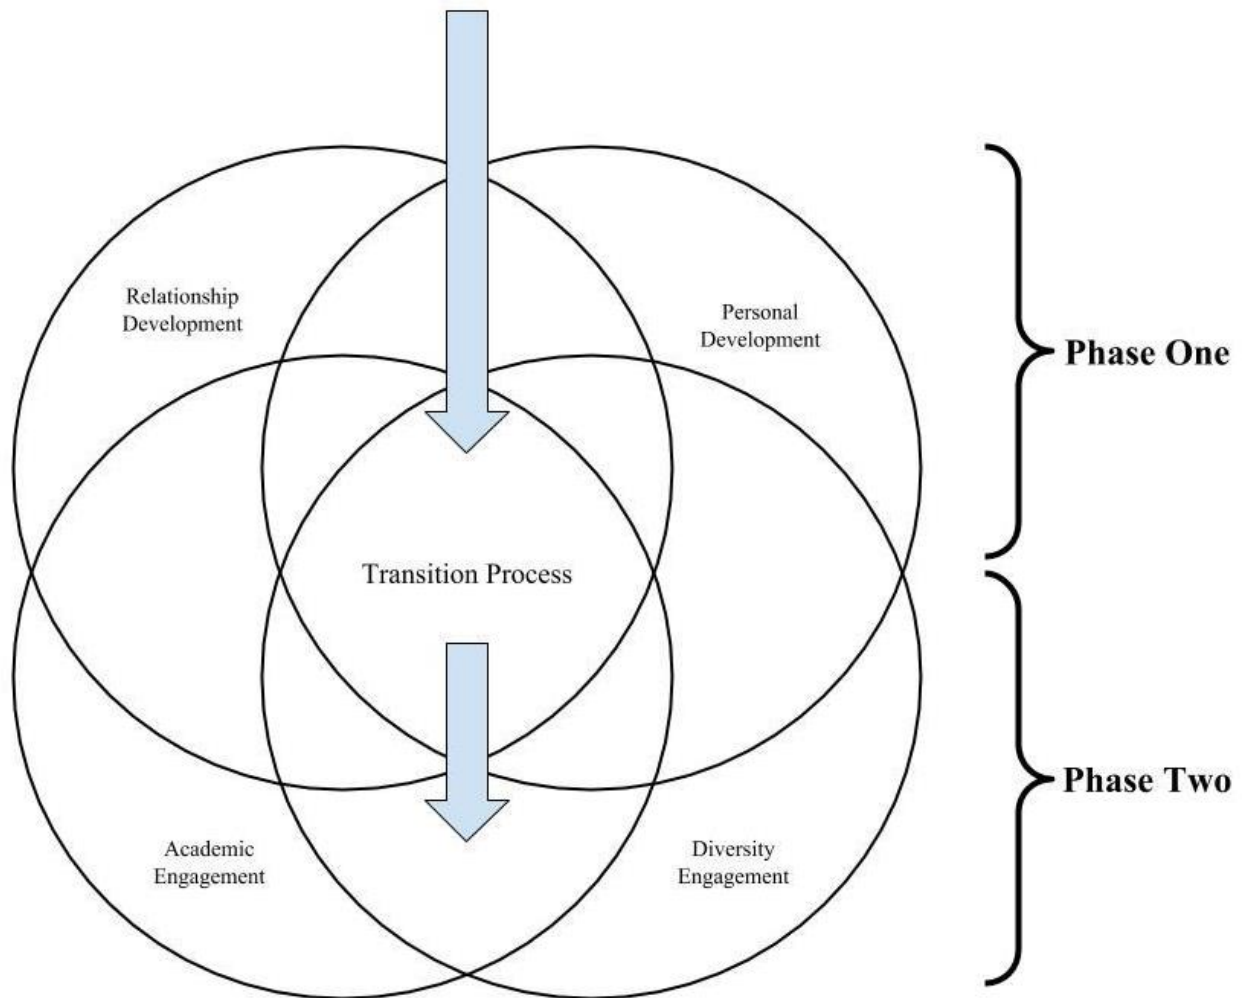 Relationship
Development
Personal
Development
Phase One
Transition Process
Phase Two
Academic
Engagement
Diversity
Engagement